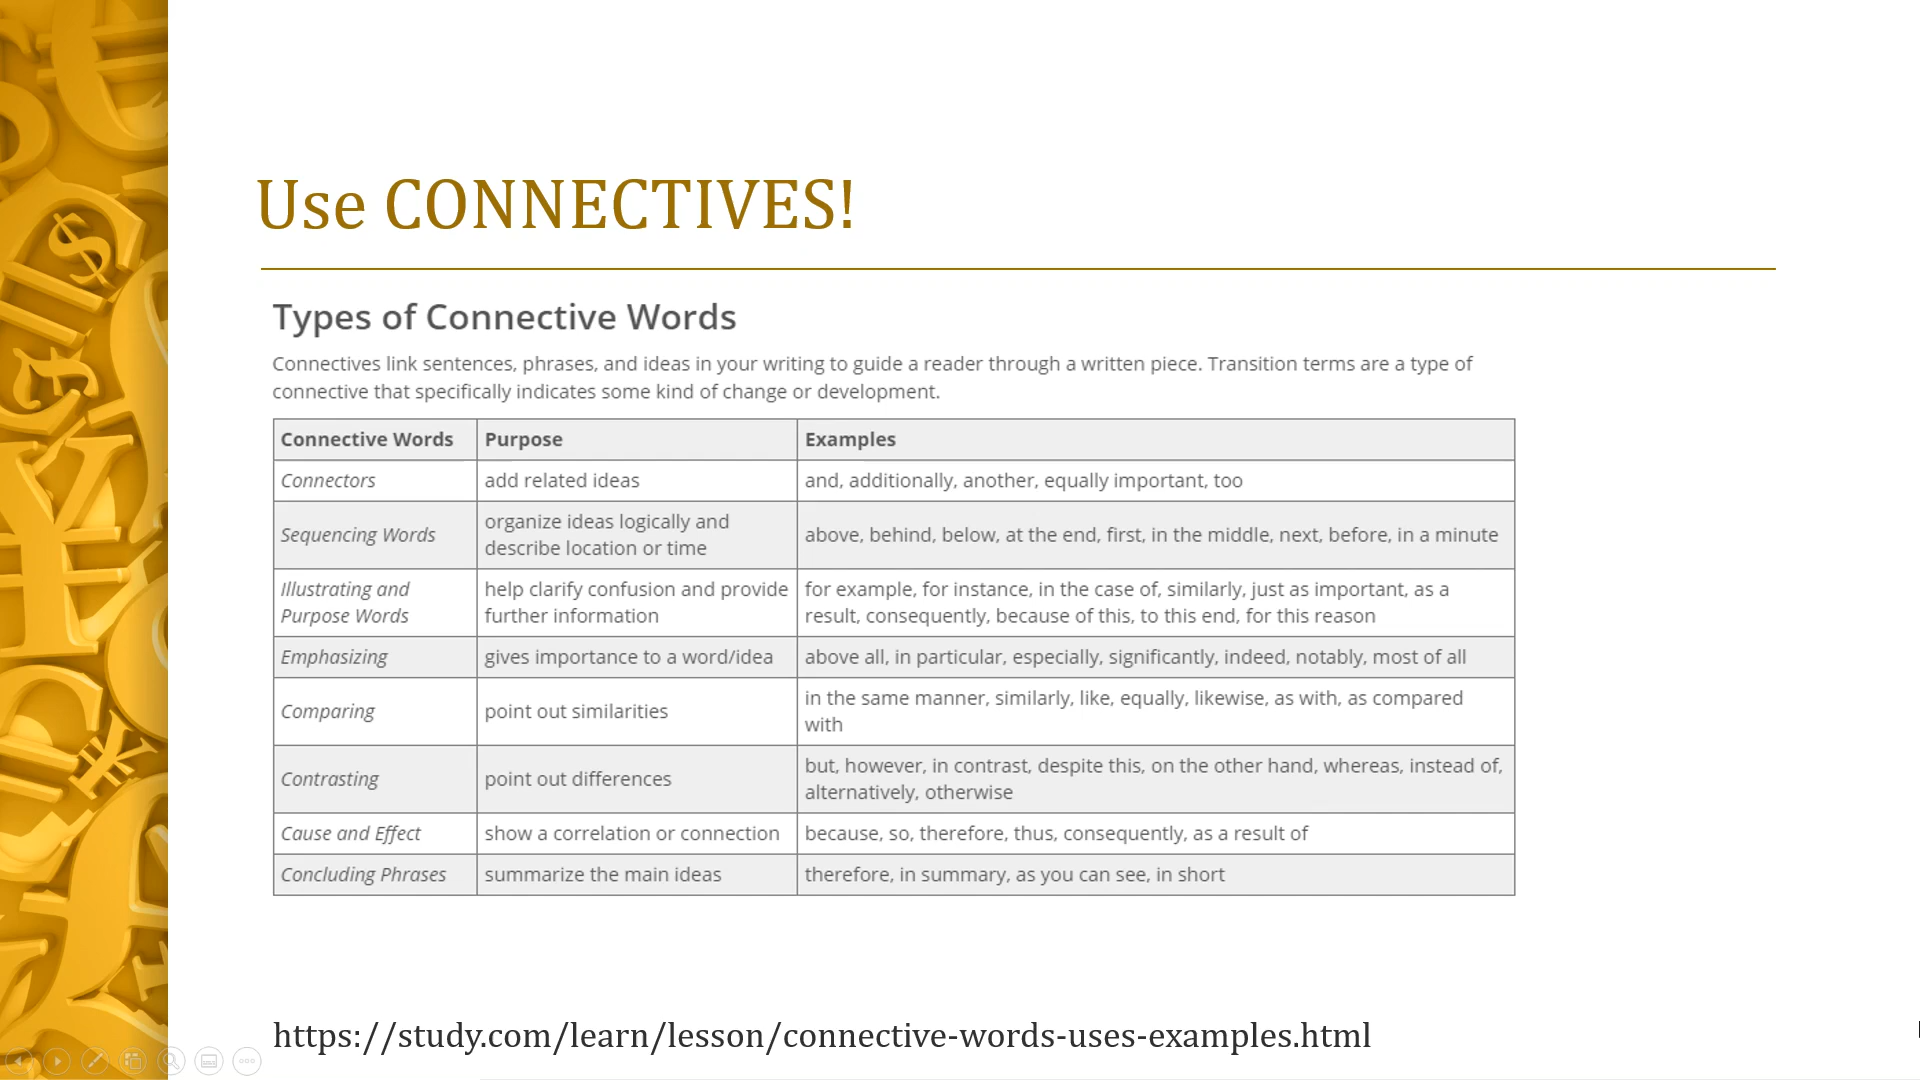 Use CONNECTIVES!
Types of Connective Words
Connectives link sentences, phrases, and ideas in your writing to guide a reader through a written piece. Transition terms are a type of
connective that specifically indicates some kind of change or development.
Connective Words Purpose Examples
Connectors add related ideas and, additionally, another, equally important, too
Sequencing Words organize ideas logically and describe location or time above, behind, below, at the end, first, in the middle, next, before, in a minute
Illustrating and Purpose Words help clarify confusion and provide further information for example, for instance, in the case of, similarly, just as important, as a result, consequently, because of this, to this end, for this reason
Emphasizing gives importance to a word/idea above all, in particular, especially, significantly, indeed, notably, most of all
Comparing point out similarities in the same manner, similarly, like, equally, likewise, as with, as compared with
Contrasting point out differences but, however, in contrast, despite this, on the other hand, whereas, instead of, alternatively, otherwise
Cause and Effect show a correlation or connection because, so, therefore, thus, consequently, as a result of
Concluding Phrases summarize the main ideas therefore, in summary, as you can see, in short
https://study.com/learn/lesson/connective-words-uses-examples.html